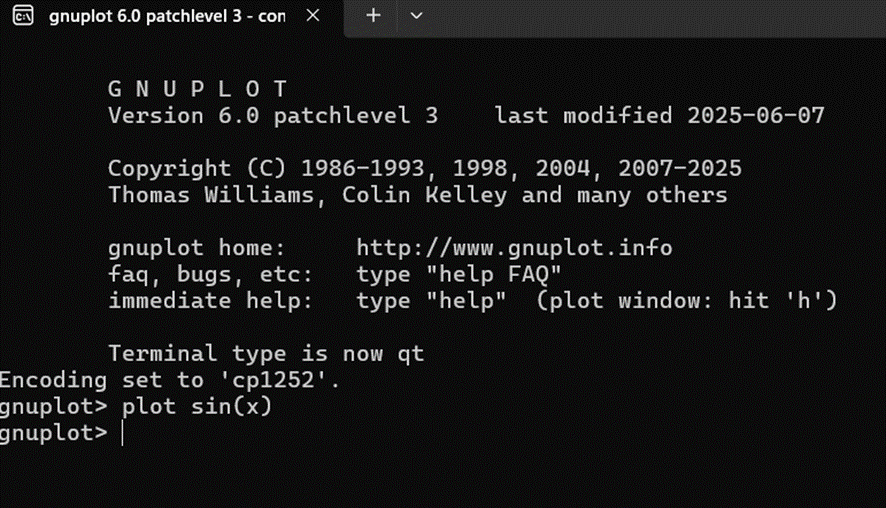 gnuplot 6.0 patchlevel 3 - con
G N U P L O T
Version 6.0 patchlevel 3    last modified 2025-06-07
Copyright (C) 1986-1993, 1998, 2004, 2007-2025
Thomas Williams, Colin Kelley and many others
gnuplot home:     http://www.gnuplot.info
faq, bugs, etc:   type "help FAQ"
immediate help:   type "help"  (plot window: hit 'h')
Terminal type is now qt
Encoding set to 'cp1252'.
gnuplot> plot sin(x)
gnuplot>